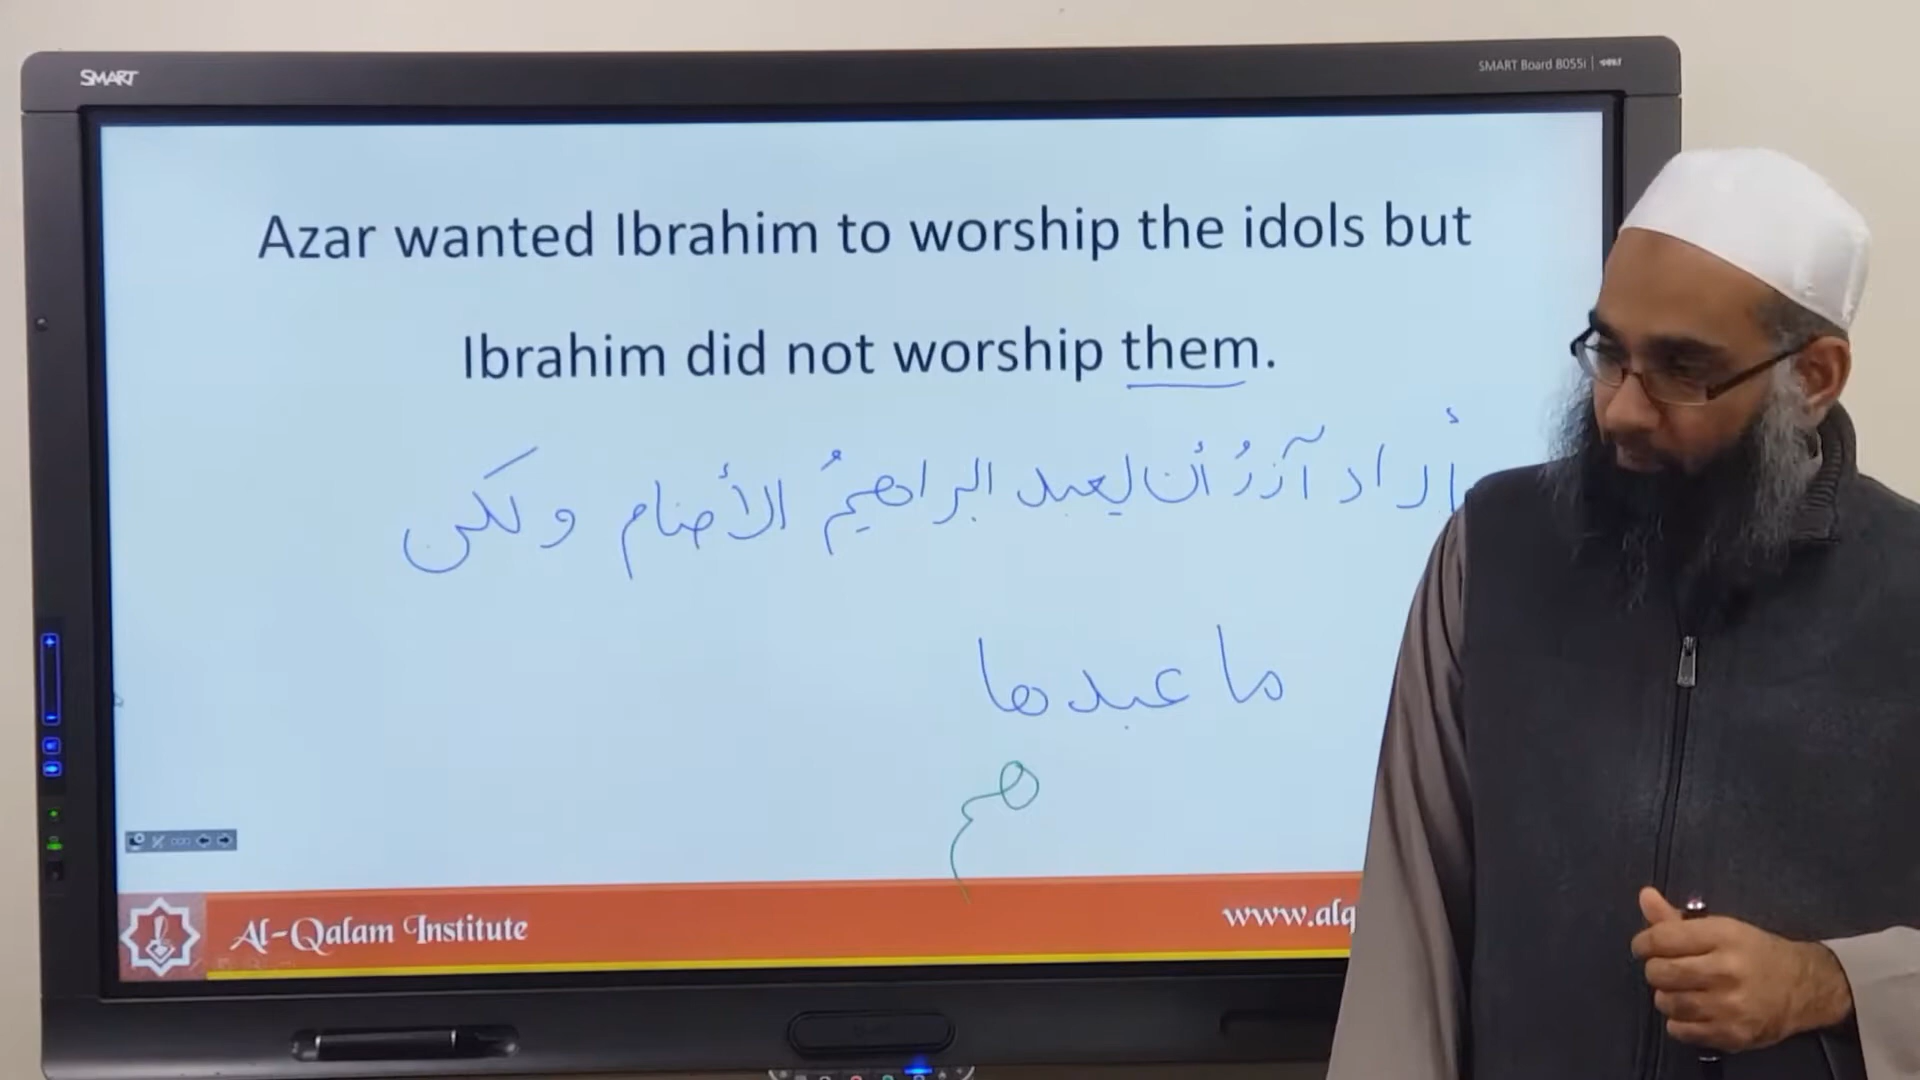 SMART
SMART Board 8055i
Azar wanted Ibrahim to worship the idols but
Ibrahim did not worship them.
أراد آزرُ أن يعبد إبراهيمُ الأصنام ولكن
ما عبدها
هم
Al-Qalam Institute
www.alq